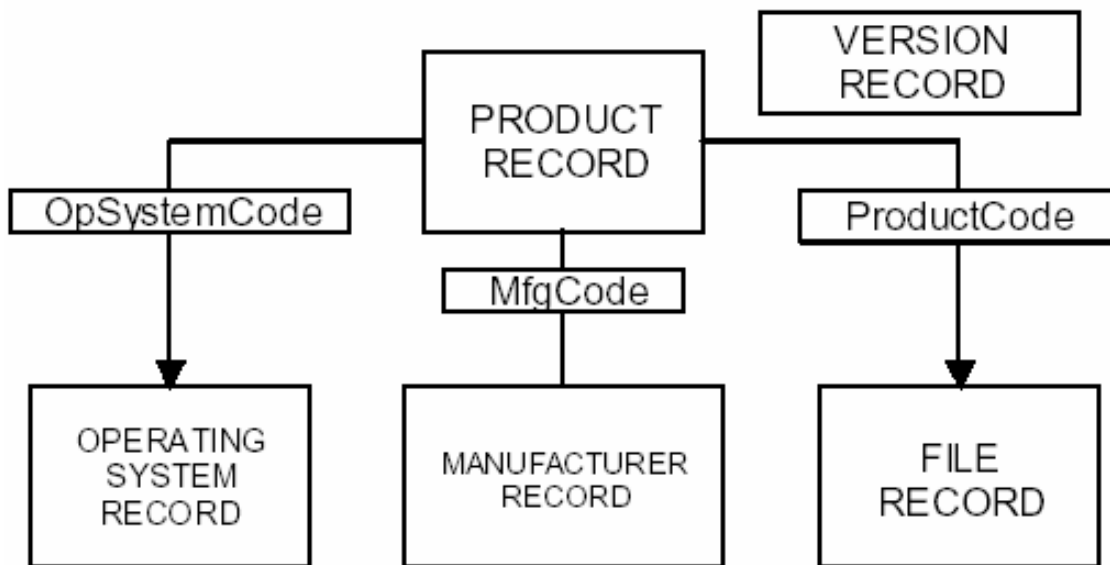 VERSION
RECORD
PRODUCT
RECORD
OpSystemCode
ProductCode
MfgCode
OPERATING
SYSTEM
RECORD
MANUFACTURER
RECORD
FILE
RECORD